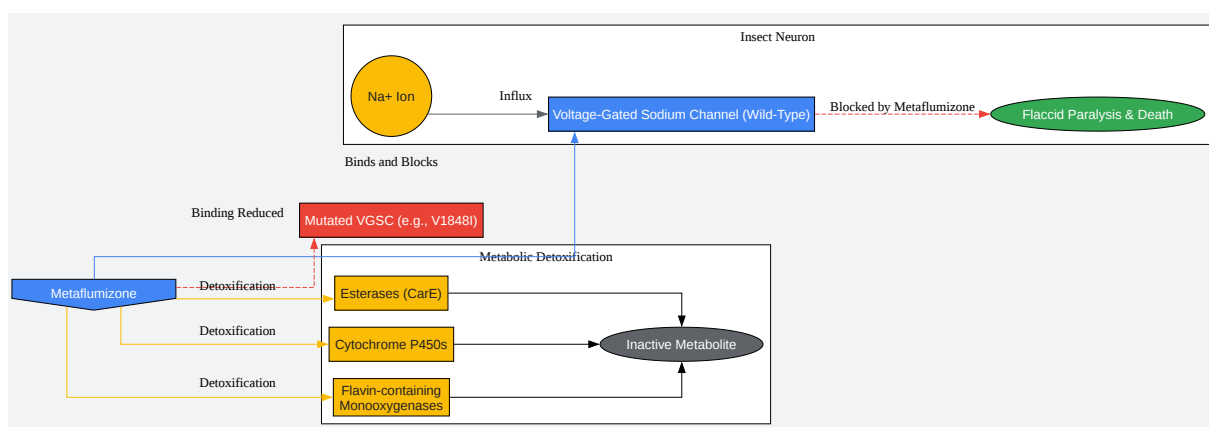 Insect Neuron
Na+ Ion
Influx
Voltage-Gated Sodium Channel (Wild-Type)
Blocked by Metaflumizone
Flaccid Paralysis & Death
Binds and Blocks
Binding Reduced
Mutated VGSC (e.g., V1848I)
Metabolic Detoxification
Metaflumizone
Detoxification
Esterases (CarE)
Detoxification
Cytochrome P450s
Inactive Metabolite
Detoxification
Flavin-containing
Monooxygenases